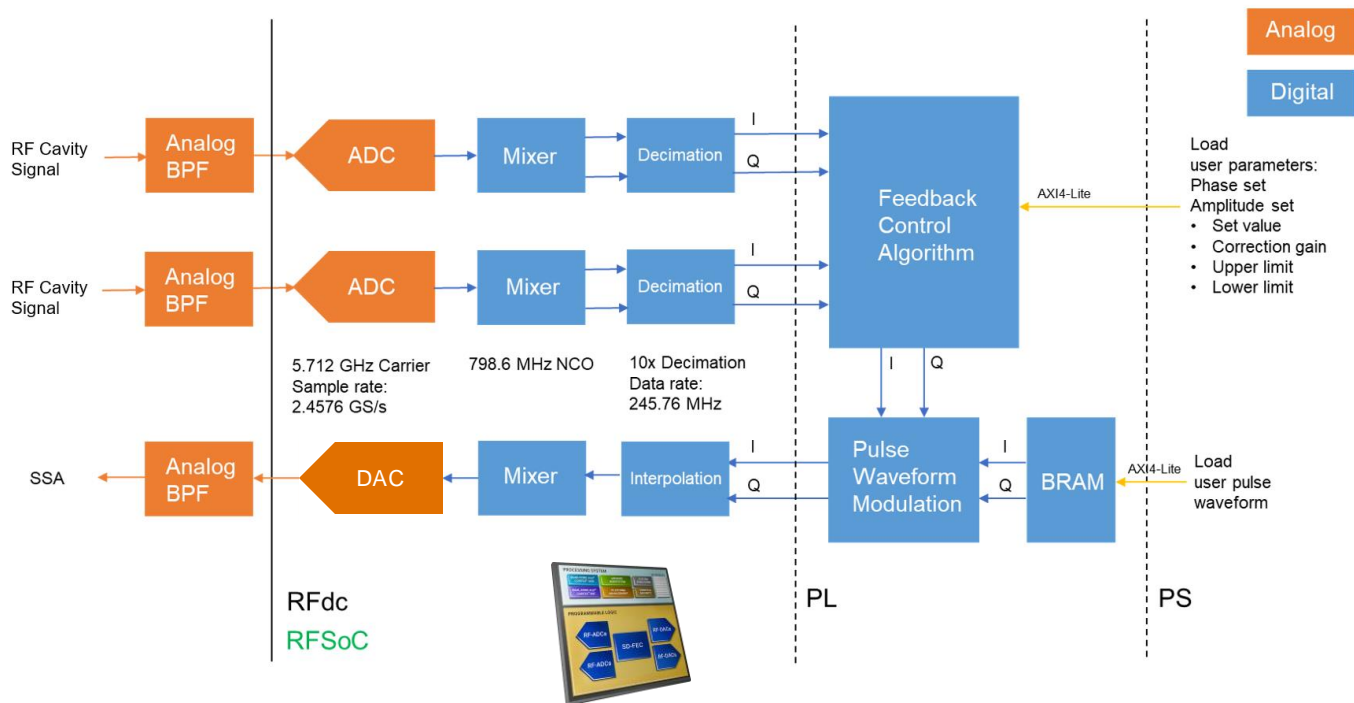 Analog
Digital
RF Cavity
Signal
Analog
BPF
ADC
Mixer
Decimation
I
Q
Feedback
Control
Algorithm
AXI4-Lite
Load
user parameters:
Phase set
Amplitude set
• Set value
• Correction gain
• Upper limit
• Lower limit
RF Cavity
Signal
Analog
BPF
ADC
Mixer
Decimation
I
Q
5.712 GHz Carrier
Sample rate:
2.4576 GS/s
798.6 MHz NCO
10x Decimation
Data rate:
245.76 MHz
I
Q
SSA
Analog
BPF
DAC
Mixer
Interpolation
I
Q
Pulse
Waveform
Modulation
I
Q
BRAM
AXI4-Lite
Load
user pulse
waveform
RFdc
RFSoC
PROCESSING SYSTEM
PROGRAMMABLE LOGIC
RF-ADCs
RF-ADCs
SD-FEC
RF-DACs
RF-DACs
PL
PS